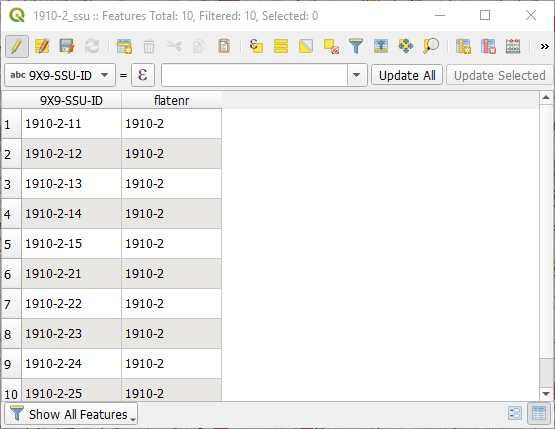 1910-2_ssu :: Features Total: 10, Filtered: 10, Selected: 0
abc 9X9-SSU-ID = ε Update All Update Selected
9X9-SSU-ID flatenr
1 1910-2-11 1910-2
2 1910-2-12 1910-2
3 1910-2-13 1910-2
4 1910-2-14 1910-2
5 1910-2-15 1910-2
6 1910-2-21 1910-2
7 1910-2-22 1910-2
8 1910-2-23 1910-2
9 1910-2-24 1910-2
10 1910-2-25 1910-2
Show All Features